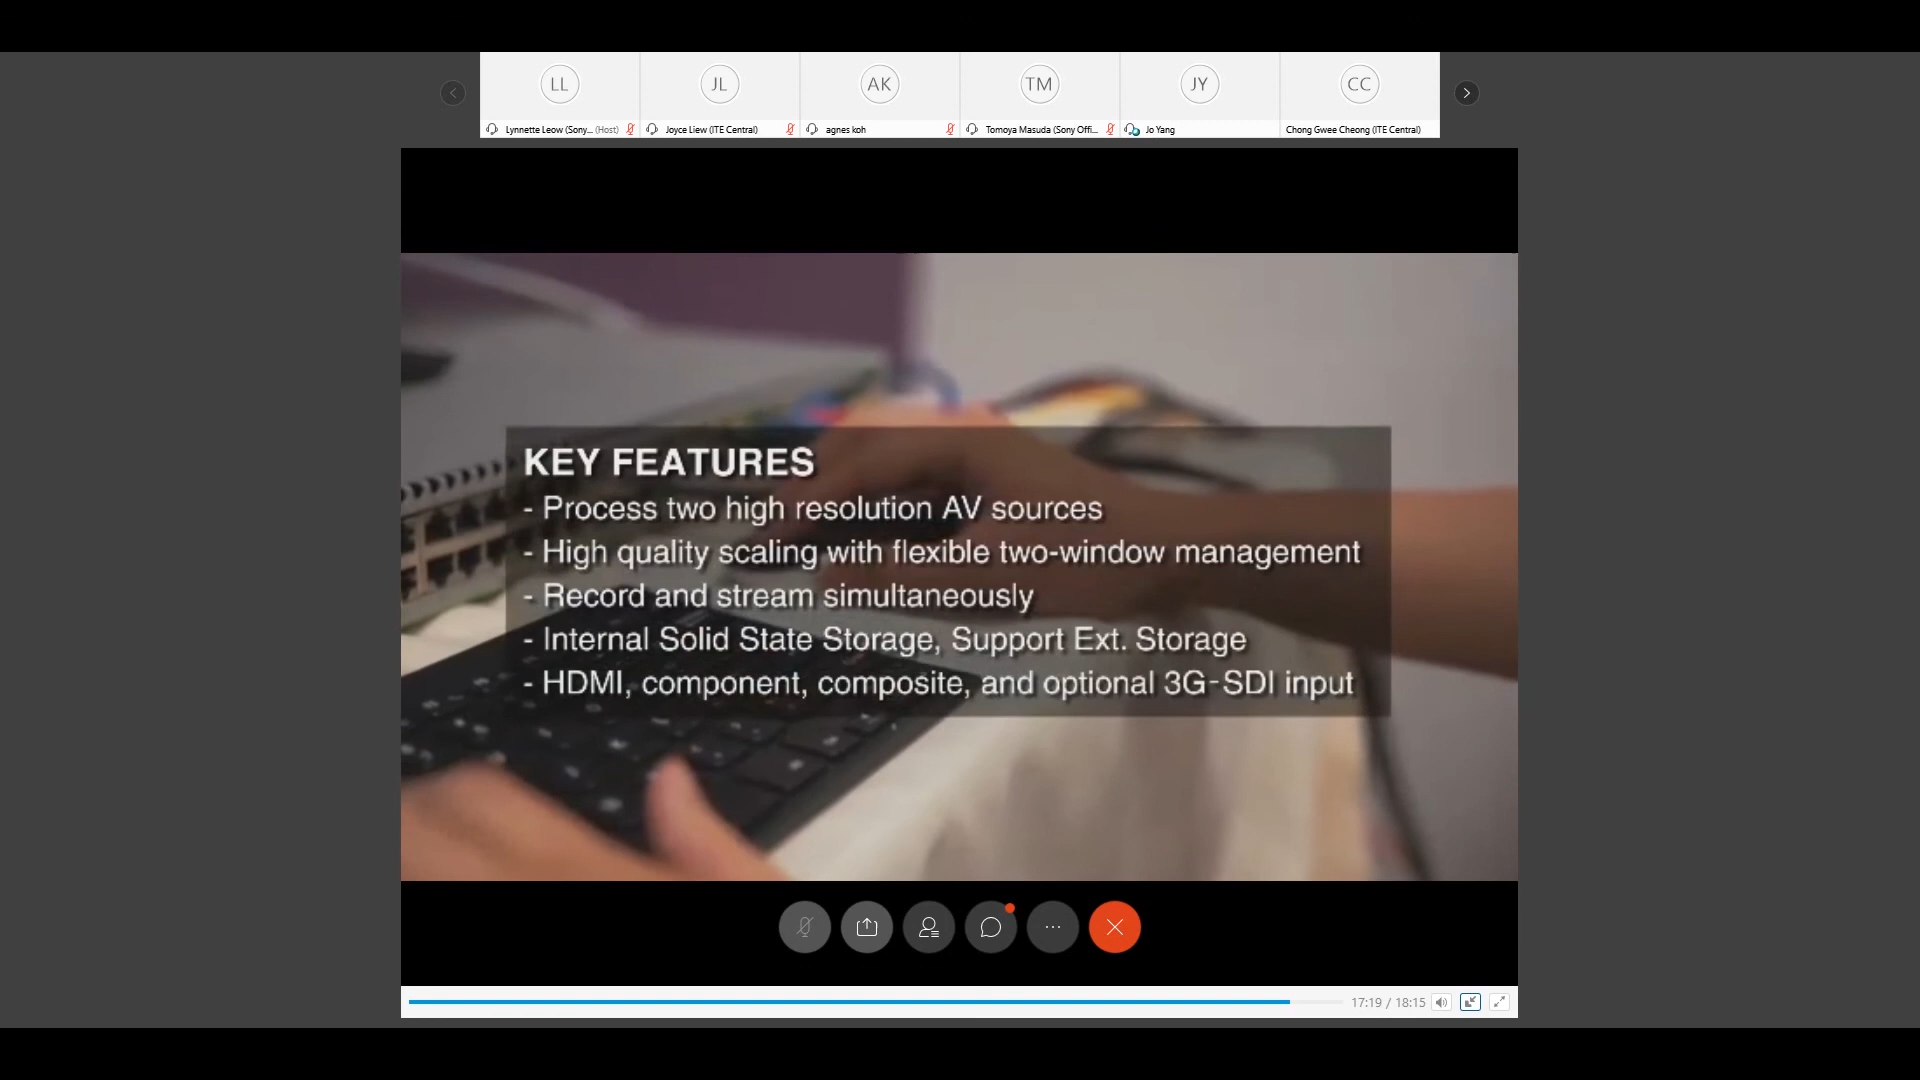 LL
JL
AK
TM
JY
CC
Lynnette Leow (Sony... (Host)
Joyce Liew (ITE Central)
agnes koh
Tomoya Masuda (Sony Offi...
Jo Yang
Chong Gwee Cheong (ITE Central)
KEY FEATURES
- Process two high resolution AV sources
- High quality scaling with flexible two-window management
- Record and stream simultaneously
- Internal Solid State Storage, Support Ext. Storage
- HDMI, component, composite, and optional 3G-SDI input
17:19 / 18:15